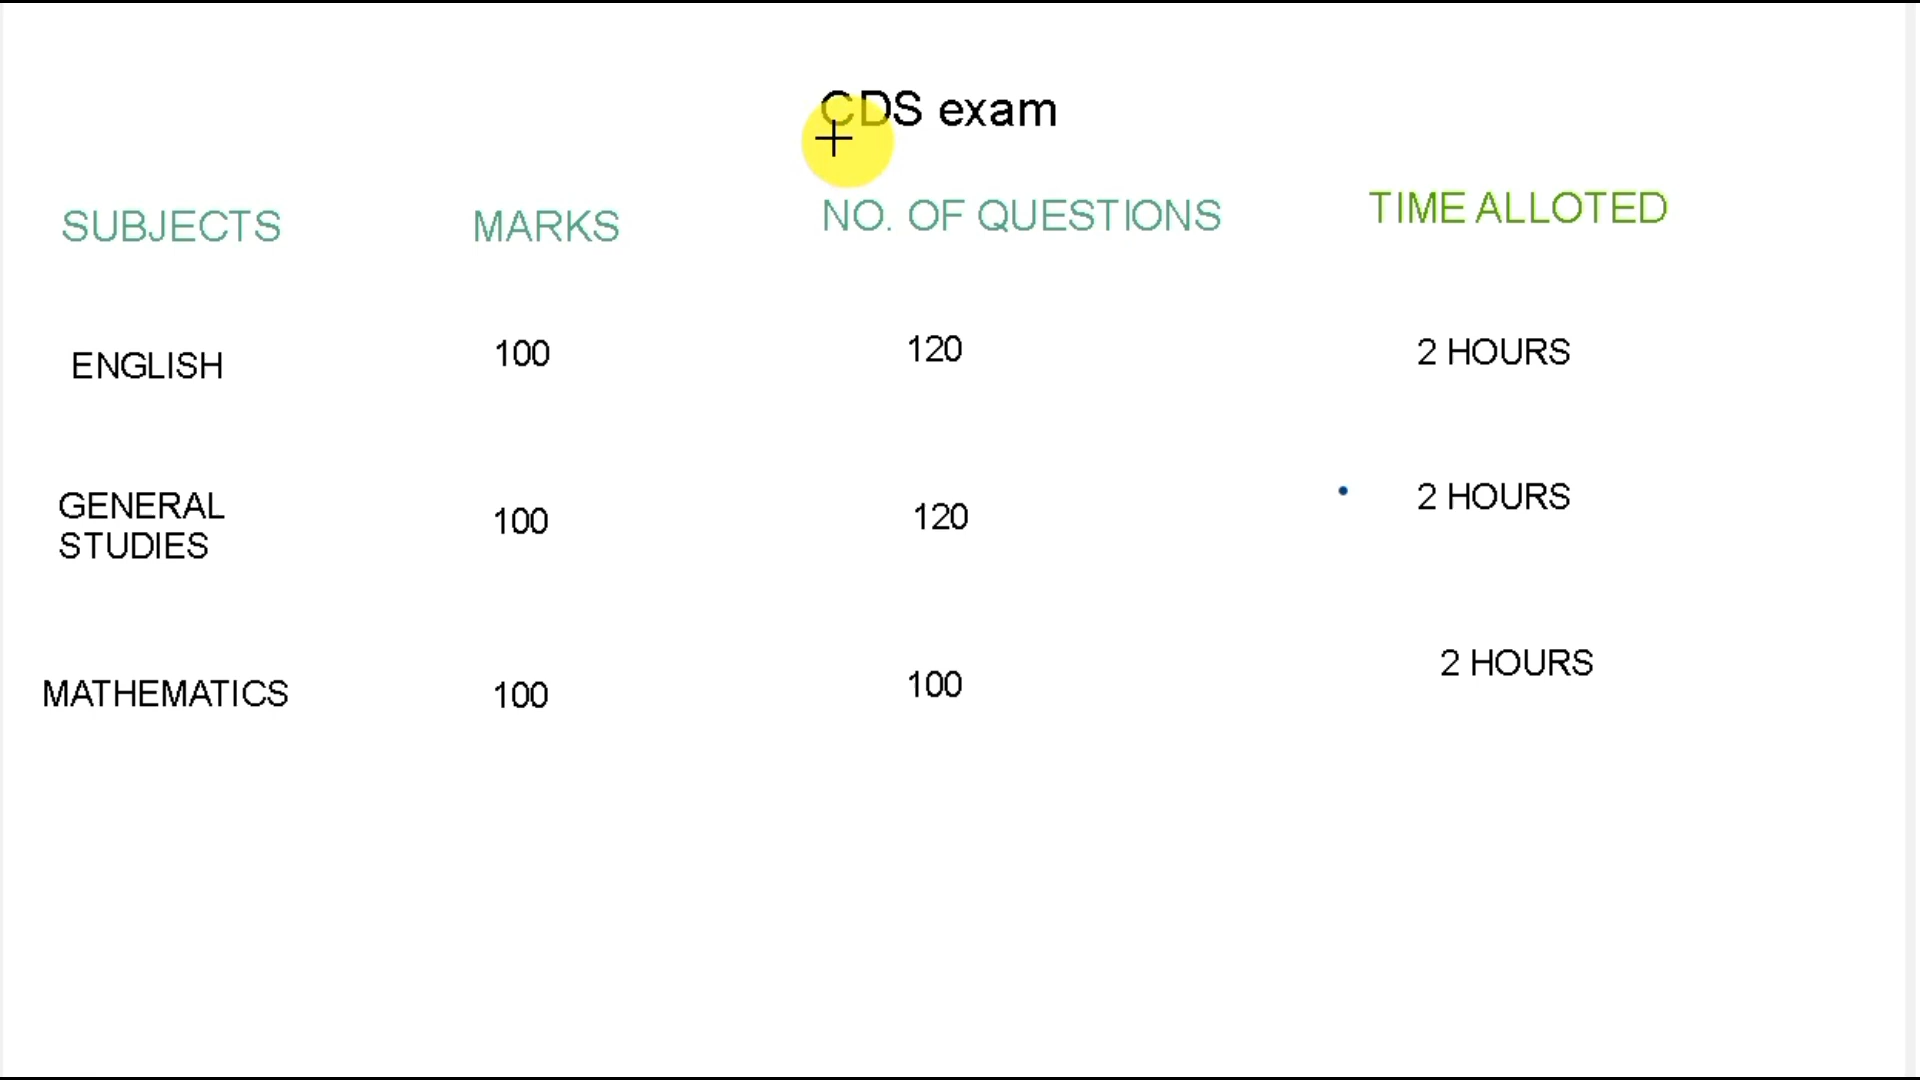 CDS exam
SUBJECTS MARKS NO. OF QUESTIONS TIME ALLOTED
ENGLISH 100 120 2 HOURS
GENERAL
STUDIES 100 120 2 HOURS
MATHEMATICS 100 100 2 HOURS